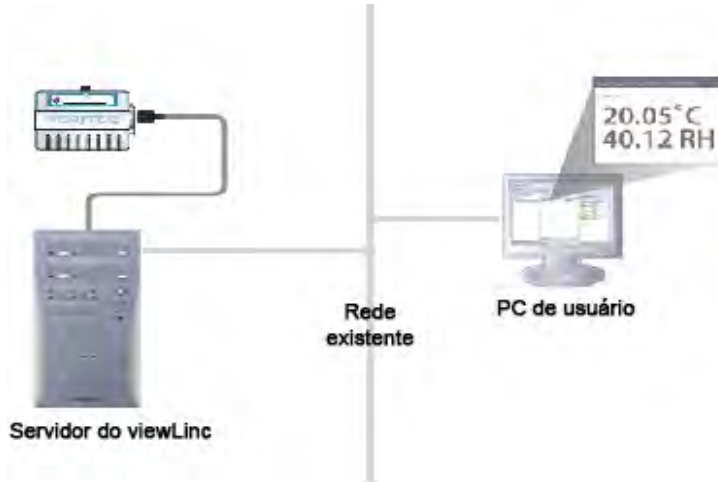 20.05°C
40.12 RH
Rede
existente
PC de usuário
Servidor do viewLinc